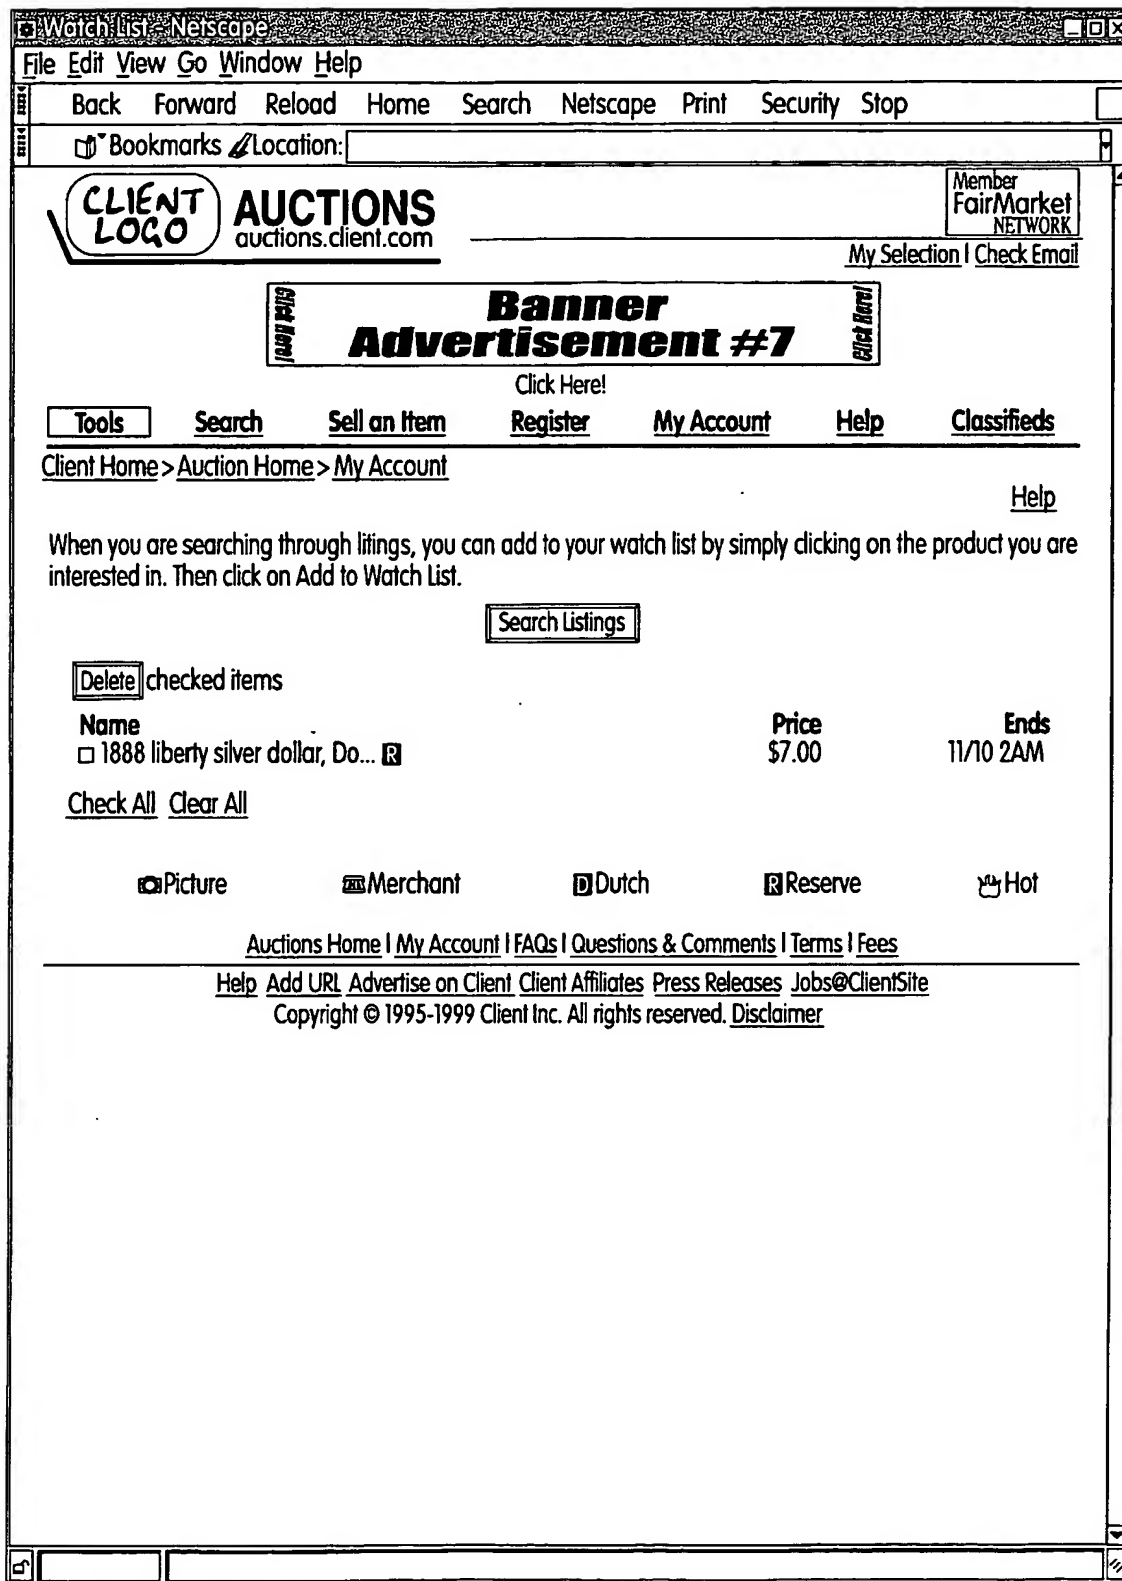 Watch List - Netscape
File Edit View Go Window Help
Back Forward Reload Home Search Netscape Print Security Stop
Bookmarks Location:
CLIENT LOGO
AUCTIONS
auctions.client.com
Member
FairMarket
NETWORK
My Selection | Check Email
Click Here!
Banner
Advertisement #7
Click Here!
Click Here!
Tools Search Sell an Item Register My Account Help Classifieds
Client Home > Auction Home > My Account
Help
When you are searching through litings, you can add to your watch list by simply clicking on the product you are
interested in. Then click on Add to Watch List.
Search Listings
Delete checked items
Name Price Ends
1888 liberty silver dollar, Do... R $7.00 11/10 2AM
Check All Clear All
Picture Merchant D Dutch R Reserve Hot
Auctions Home | My Account | FAQs | Questions & Comments | Terms | Fees
Help Add URL Advertise on Client Client Affiliates Press Releases Jobs@ClientSite
Copyright © 1995-1999 Client Inc. All rights reserved. Disclaimer